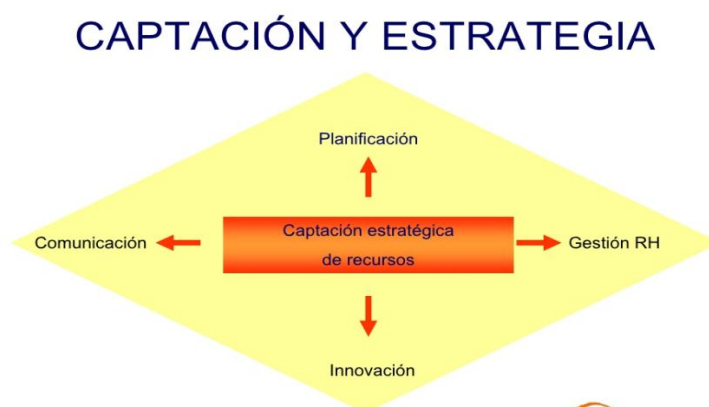 CAPTACIÓN Y ESTRATEGIA
Planificación
Comunicación
Captación estratégica
de recursos
Gestión RH
Innovación